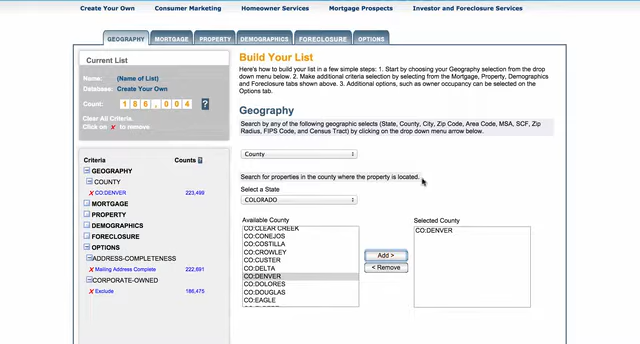 Create Your Own Consumer Marketing Homeowner Services Mortgage Prospects Investor and Foreclosure Services
GEOGRAPHY MORTGAGE PROPERTY DEMOGRAPHICS FORECLOSURE OPTIONS
Current List
Name: (Name of List)
Database: Create Your Own
Count: 186,004 ?
Clear All Criteria.
Click on x to remove
Criteria Counts ?
GEOGRAPHY
COUNTY
x CO:DENVER 223,499
MORTGAGE
PROPERTY
DEMOGRAPHICS
FORECLOSURE
OPTIONS
ADDRESS-COMPLETENESS
x Mailing Address Complete 222,691
CORPORATE-OWNED
x Exclude 186,475
Build Your List
Here's how to build your list in a few simple steps: 1. Start by choosing your Geography selection from the drop
down menu below. 2. Make additional criteria selection by selecting from the Mortgage, Property, Demographics
and Foreclosure tabs shown above. 3. Additional options, such as owner occupancy can be selected on the
Options tab.
Geography
Search by any of the following geographic selects (State, County, City, Zip Code, Area Code, MSA, SCF, Zip
Radius, FIPS Code, and Census Tract) by clicking on the drop down menu arrow below.
County
Search for properties in the county where the property is located.
Select a State
COLORADO
Available County
CO:CLEAR CREEK
CO:CONEJOS
CO:COSTILLA
CO:CROWLEY
CO:CUSTER
CO:DELTA
CO:DENVER
CO:DOLORES
CO:DOUGLAS
CO:EAGLE
Add >
< Remove
Selected County
CO:DENVER